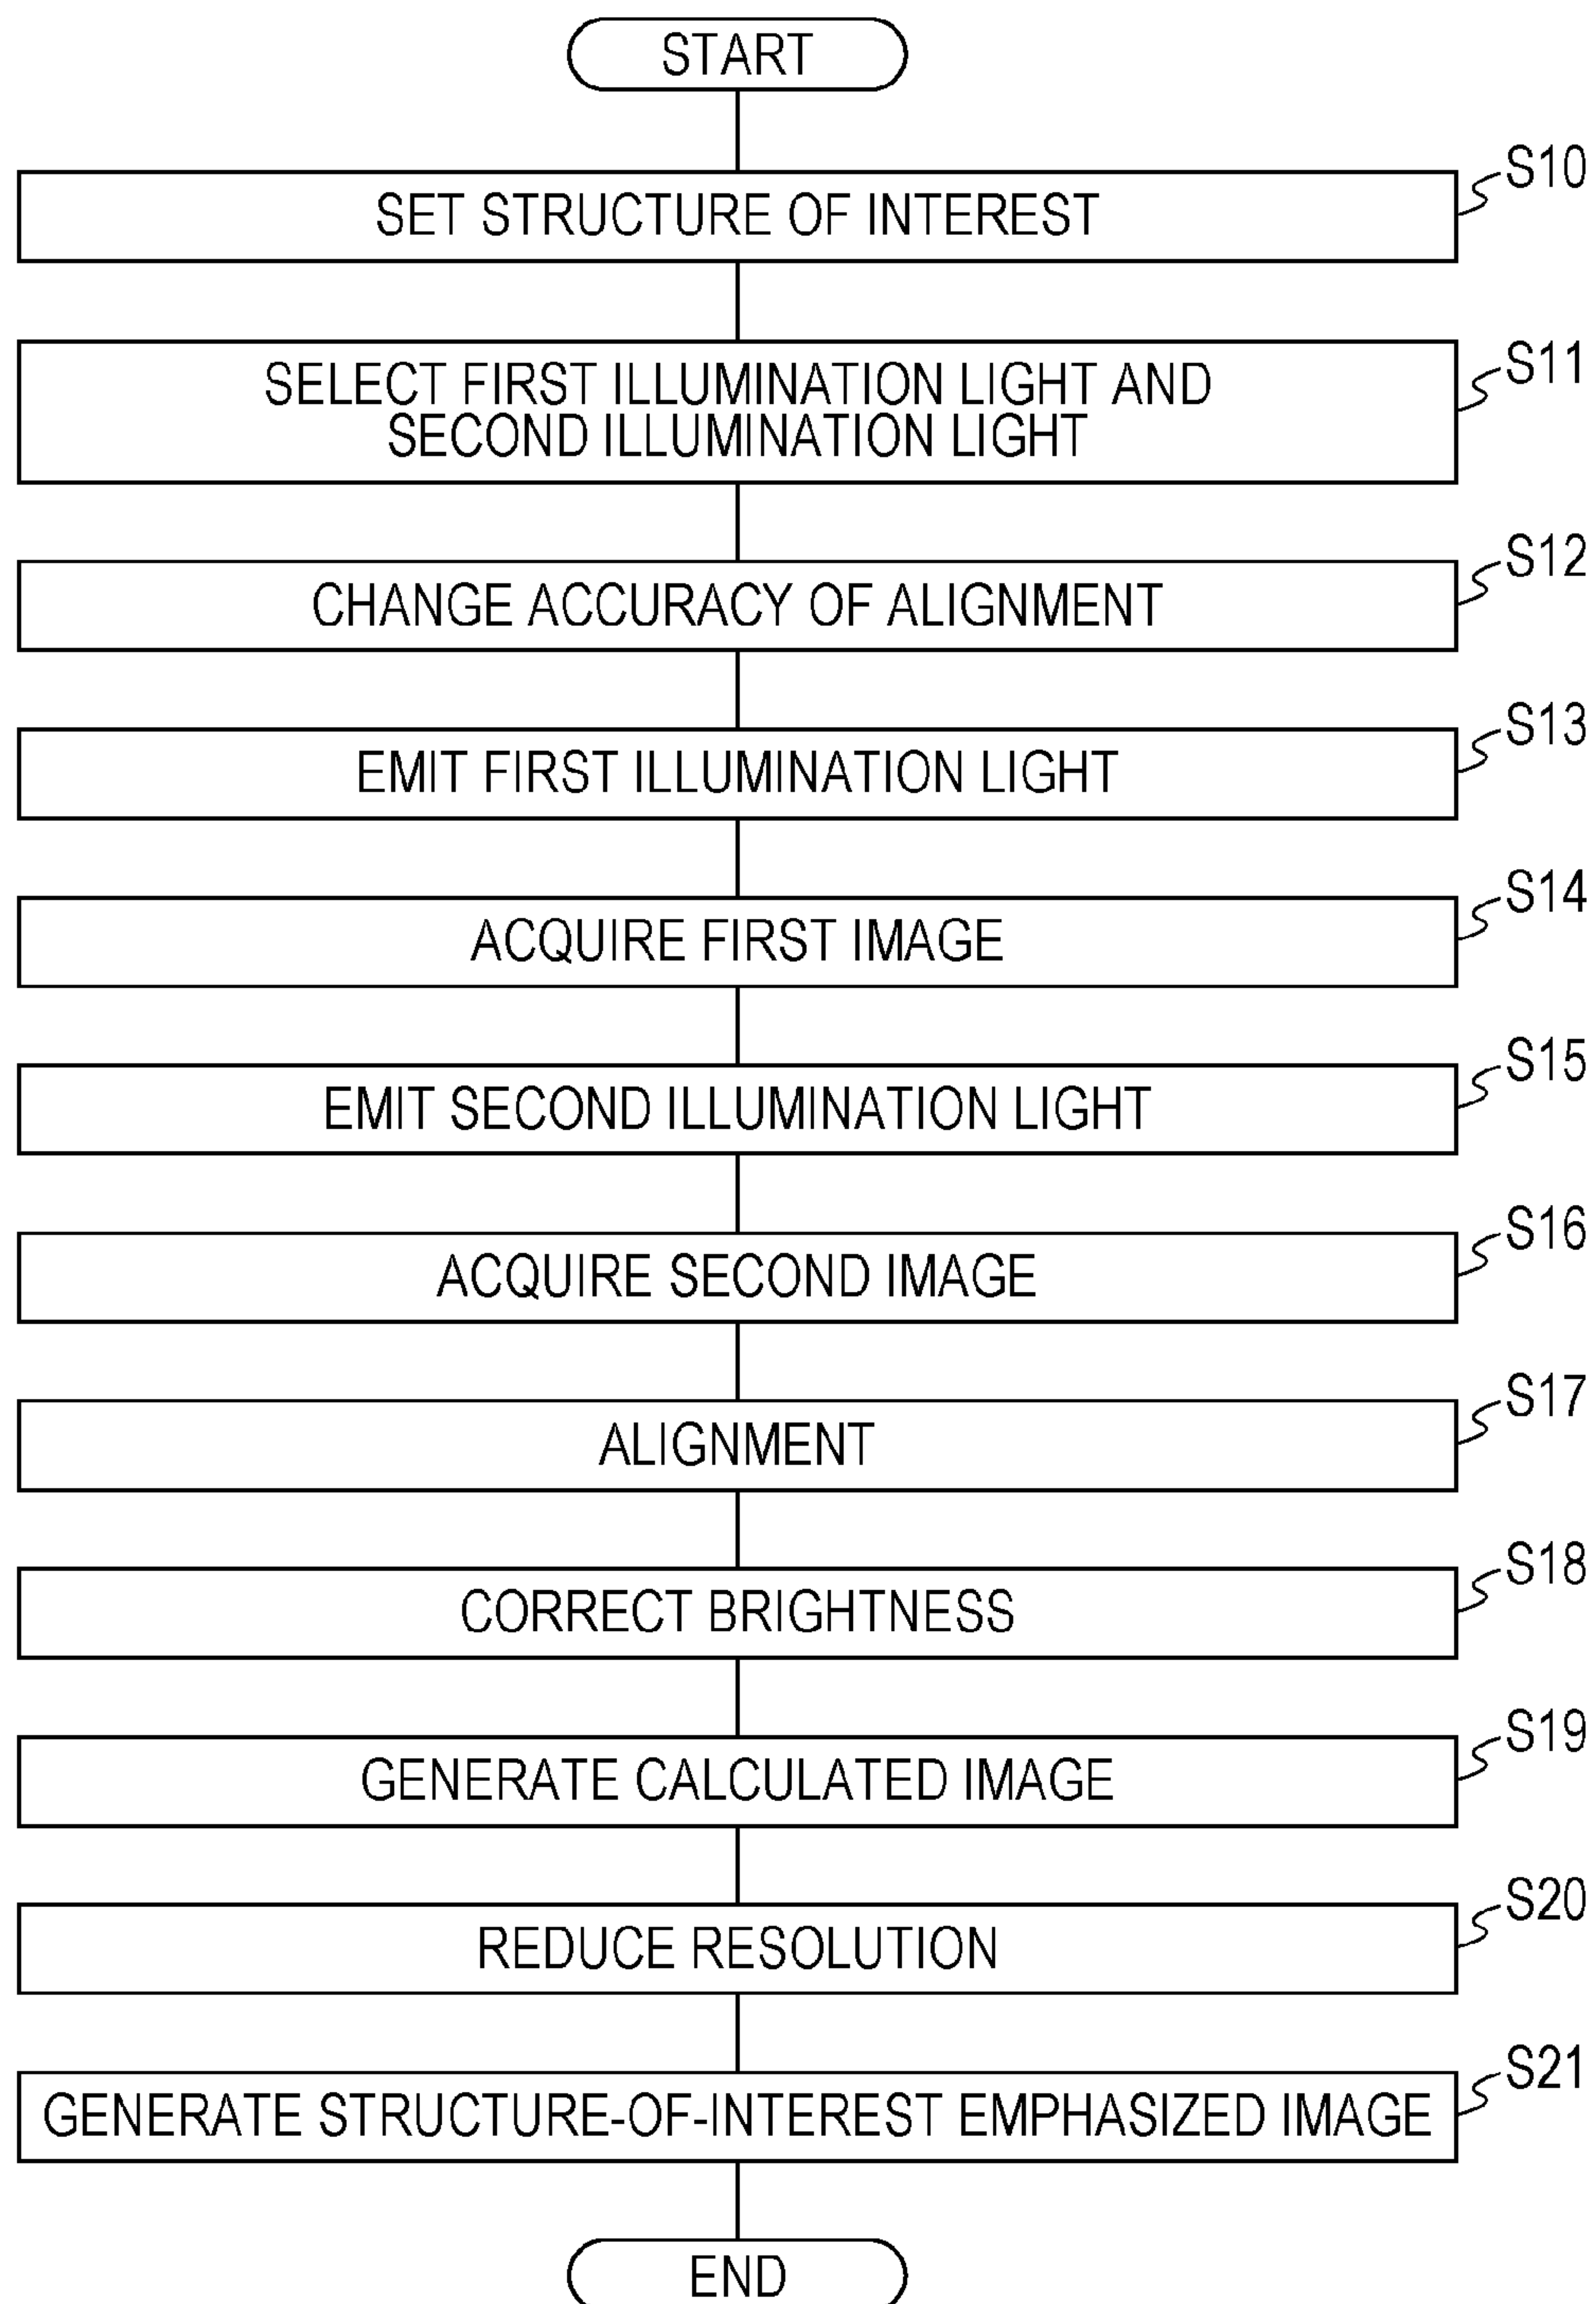 START
S10
SET STRUCTURE OF INTEREST
S11
SELECT FIRST ILLUMINATION LIGHT AND
SECOND ILLUMINATION LIGHT
S12
CHANGE ACCURACY OF ALIGNMENT
S13
EMIT FIRST ILLUMINATION LIGHT
S14
ACQUIRE FIRST IMAGE
S15
EMIT SECOND ILLUMINATION LIGHT
S16
ACQUIRE SECOND IMAGE
S17
ALIGNMENT
S18
CORRECT BRIGHTNESS
S19
GENERATE CALCULATED IMAGE
S20
REDUCE RESOLUTION
S21
GENERATE STRUCTURE-OF-INTEREST EMPHASIZED IMAGE
END